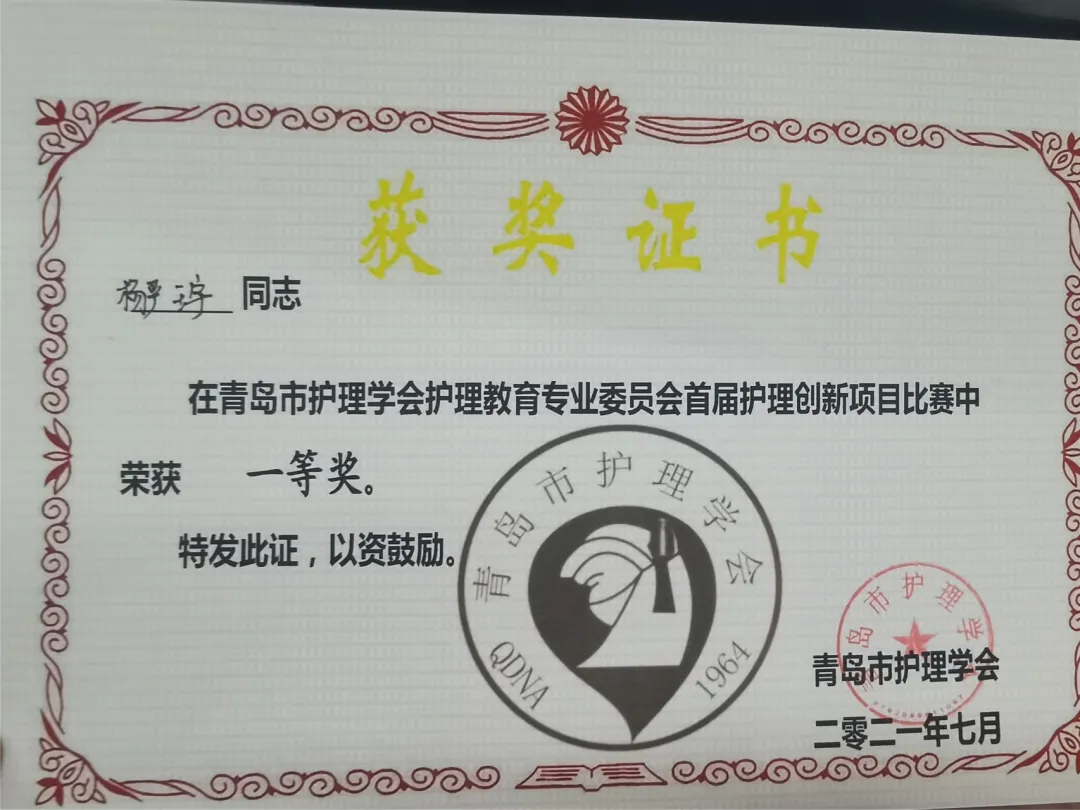 获奖证书
同志
在青岛市护理学会护理教育专业委员会首届护理创新项目比赛中
荣获 一等奖。
特发此证，以资鼓励。
青岛市护理学会
QDNA 1964
青岛市护理学会
青岛市护理学会
二零二一年七月